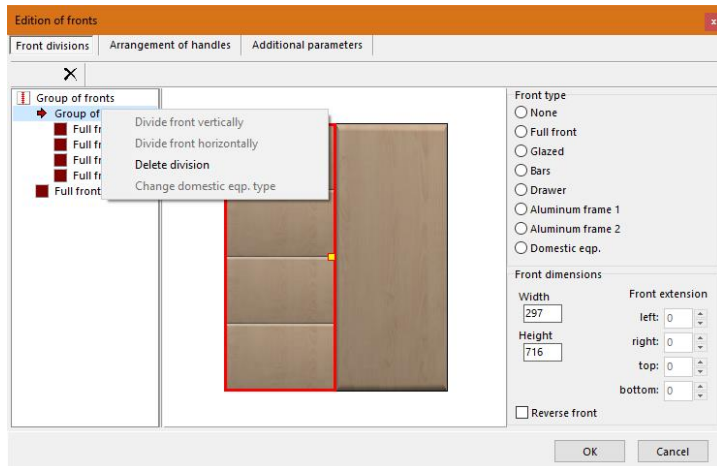 Edition of fronts
x
Front divisions Arrangement of handles Additional parameters
Group of fronts
Group of
Full fr
Full fr
Full fr
Full fr
Full front
Divide front vertically
Divide front horizontally
Delete division
Change domestic eqp. type
Front type
None
Full front
Glazed
Bars
Drawer
Aluminum frame 1
Aluminum frame 2
Domestic eqp.
Front dimensions
Width
297
Height
716
Front extension
left: 0
right: 0
top: 0
bottom: 0
Reverse front
OK Cancel